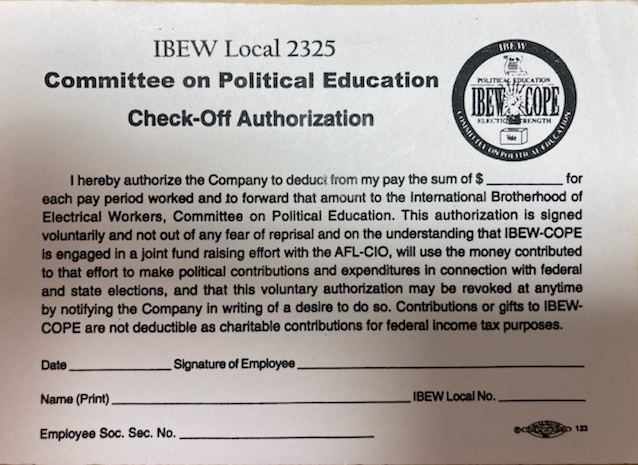 IBEW Local 2325
Committee on Political Education
Check-Off Authorization
IBEW
POLITICAL EDUCATION
IBEW COPE
ELECTION STRENGTH
Vote
COMMITTEE ON POLITICAL EDUCATION
I hereby authorize the Company to deduct from my pay the sum of $ __________ for
each pay period worked and to forward that amount to the International Brotherhood of
Electrical Workers, Committee on Political Education. This authorization is signed
voluntarily and not out of any fear of reprisal and on the understanding that IBEW-COPE
is engaged in a joint fund raising effort with the AFL-CIO, will use the money contributed
to that effort to make political contributions and expenditures in connection with federal
and state elections, and that this voluntary authorization may be revoked at anytime
by notifying the Company in writing of a desire to do so. Contributions or gifts to IBEW-
COPE are not deductible as charitable contributions for federal income tax purposes.
Date ______________ Signature of Employee ______________________________
Name (Print) ______________________________ IBEW Local No. ____________
Employee Soc. Sec. No. ____________________
123